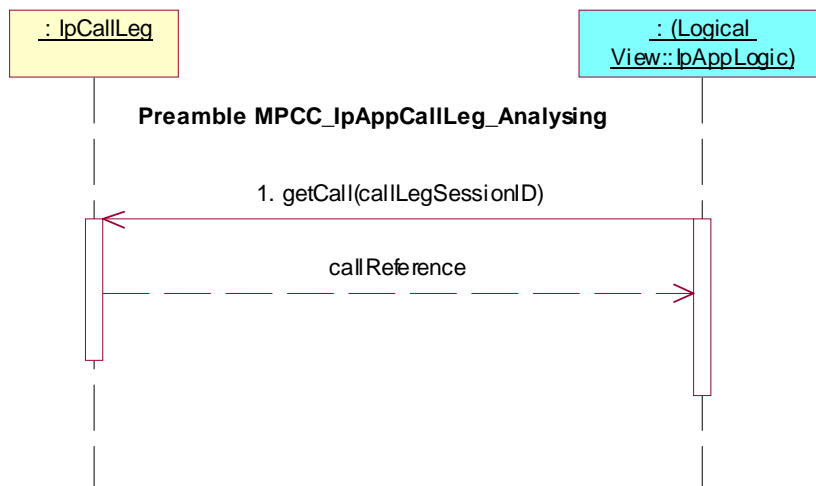 : IpCallLeg
: (Logical
View::IpAppLogic)
Preamble MPCC_IpAppCallLeg_Analysing
1. getCall(callLegSessionID)
callReference